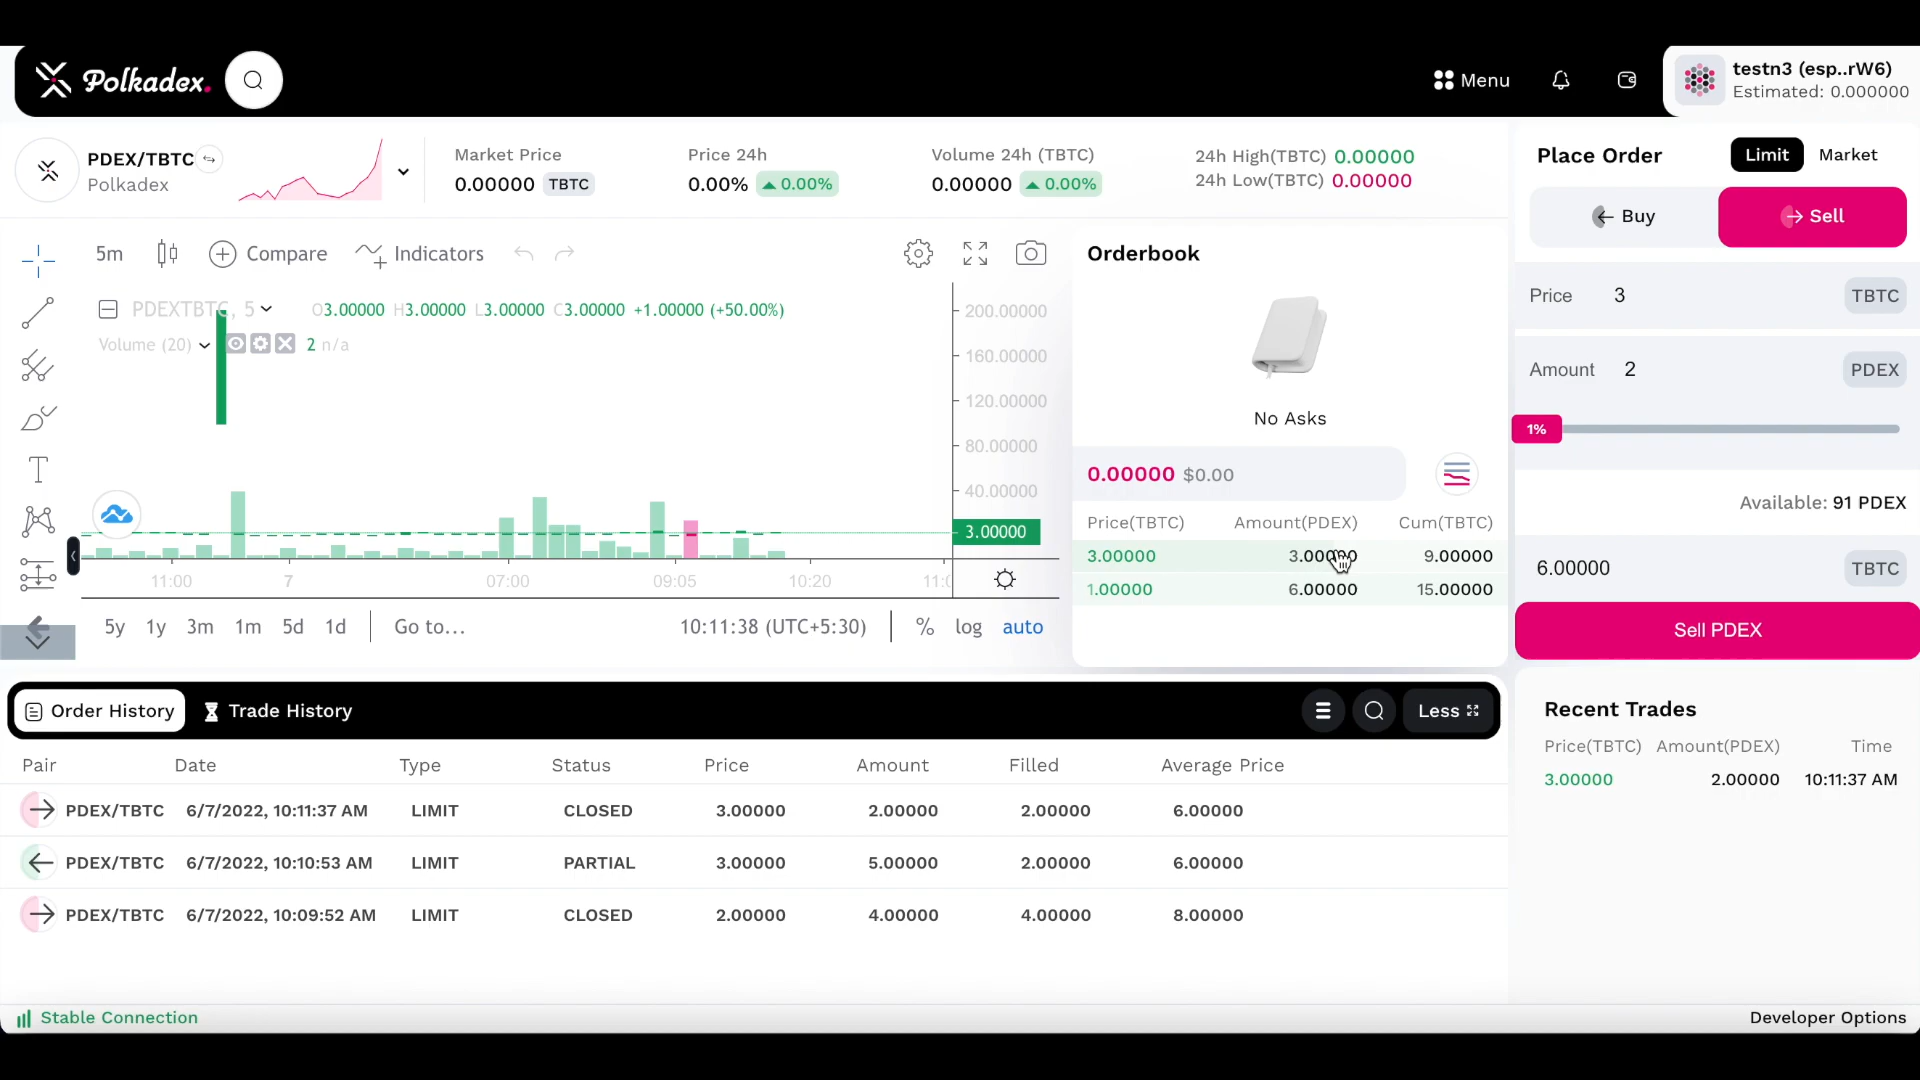 Polkadex.
Menu
testn3 (esp..rW6)
Estimated: 0.000000
PDEX/TBTC
Polkadex
Market Price
0.00000 TBTC
Price 24h
0.00% 0.00%
Volume 24h (TBTC)
0.00000 0.00%
24h High(TBTC) 0.00000
24h Low(TBTC) 0.00000
Place Order
Limit
Market
Buy
Sell
Price 3 TBTC
Amount 2 PDEX
1%
Available: 91 PDEX
6.00000 TBTC
Sell PDEX
5m
Compare
Indicators
PDEXTBTC, 5
O3.00000 H3.00000 L3.00000 C3.00000 +1.00000 (+50.00%)
Volume (20) 2 n/a
200.00000
160.00000
120.00000
80.00000
40.00000
3.00000
11:00 7 07:00 09:05 10:20
5y 1y 3m 1m 5d 1d Go to... 10:11:38 (UTC+5:30) % log auto
Orderbook
No Asks
0.00000 $0.00
Price(TBTC) Amount(PDEX) Cum(TBTC)
3.00000 3.00000 9.00000
1.00000 6.00000 15.00000
Order History
Trade History
Less
Pair Date Type Status Price Amount Filled Average Price
PDEX/TBTC 6/7/2022, 10:11:37 AM LIMIT CLOSED 3.00000 2.00000 2.00000 6.00000
PDEX/TBTC 6/7/2022, 10:10:53 AM LIMIT PARTIAL 3.00000 5.00000 2.00000 6.00000
PDEX/TBTC 6/7/2022, 10:09:52 AM LIMIT CLOSED 2.00000 4.00000 4.00000 8.00000
Recent Trades
Price(TBTC) Amount(PDEX) Time
3.00000 2.00000 10:11:37 AM
Stable Connection
Developer Options